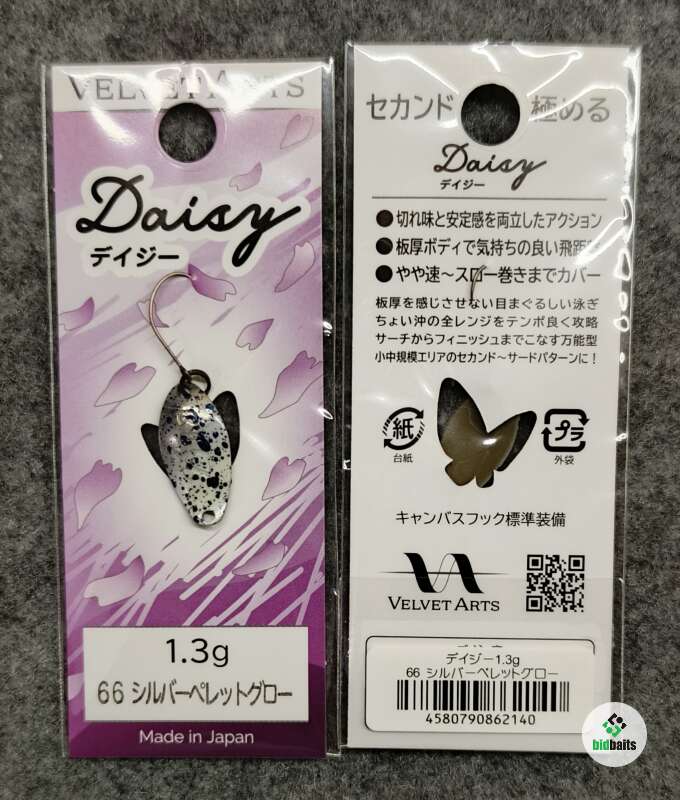 VELVET ARTS
Daisy
デイジー
1.3g
66 シルバーペレットグロー
Made in Japan
セカンド 極める
Daisy
デイジー
●切れ味と安定感を両立したアクション
●板厚ボディで気持ちの良い飛距
●やや速〜スロー巻きまでカバー
板厚を感じさせない目まぐるしい泳ぎ
ちょい沖の全レンジをテンポ良く攻略
サーチからフィニッシュまでこなす万能型
小中規模エリアのセカンド〜サードパターンに!
紙
台紙
プラ
外袋
キャンバスフック標準装備
VELVET ARTS
デイジー1.3g
66 シルバーペレットグロー
4580790862140
bidbaits